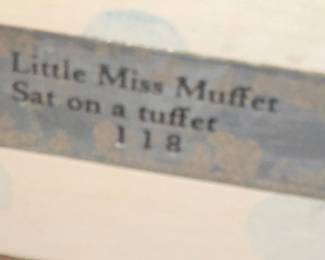 Little Miss Muffet
Sat on a tuffet
118